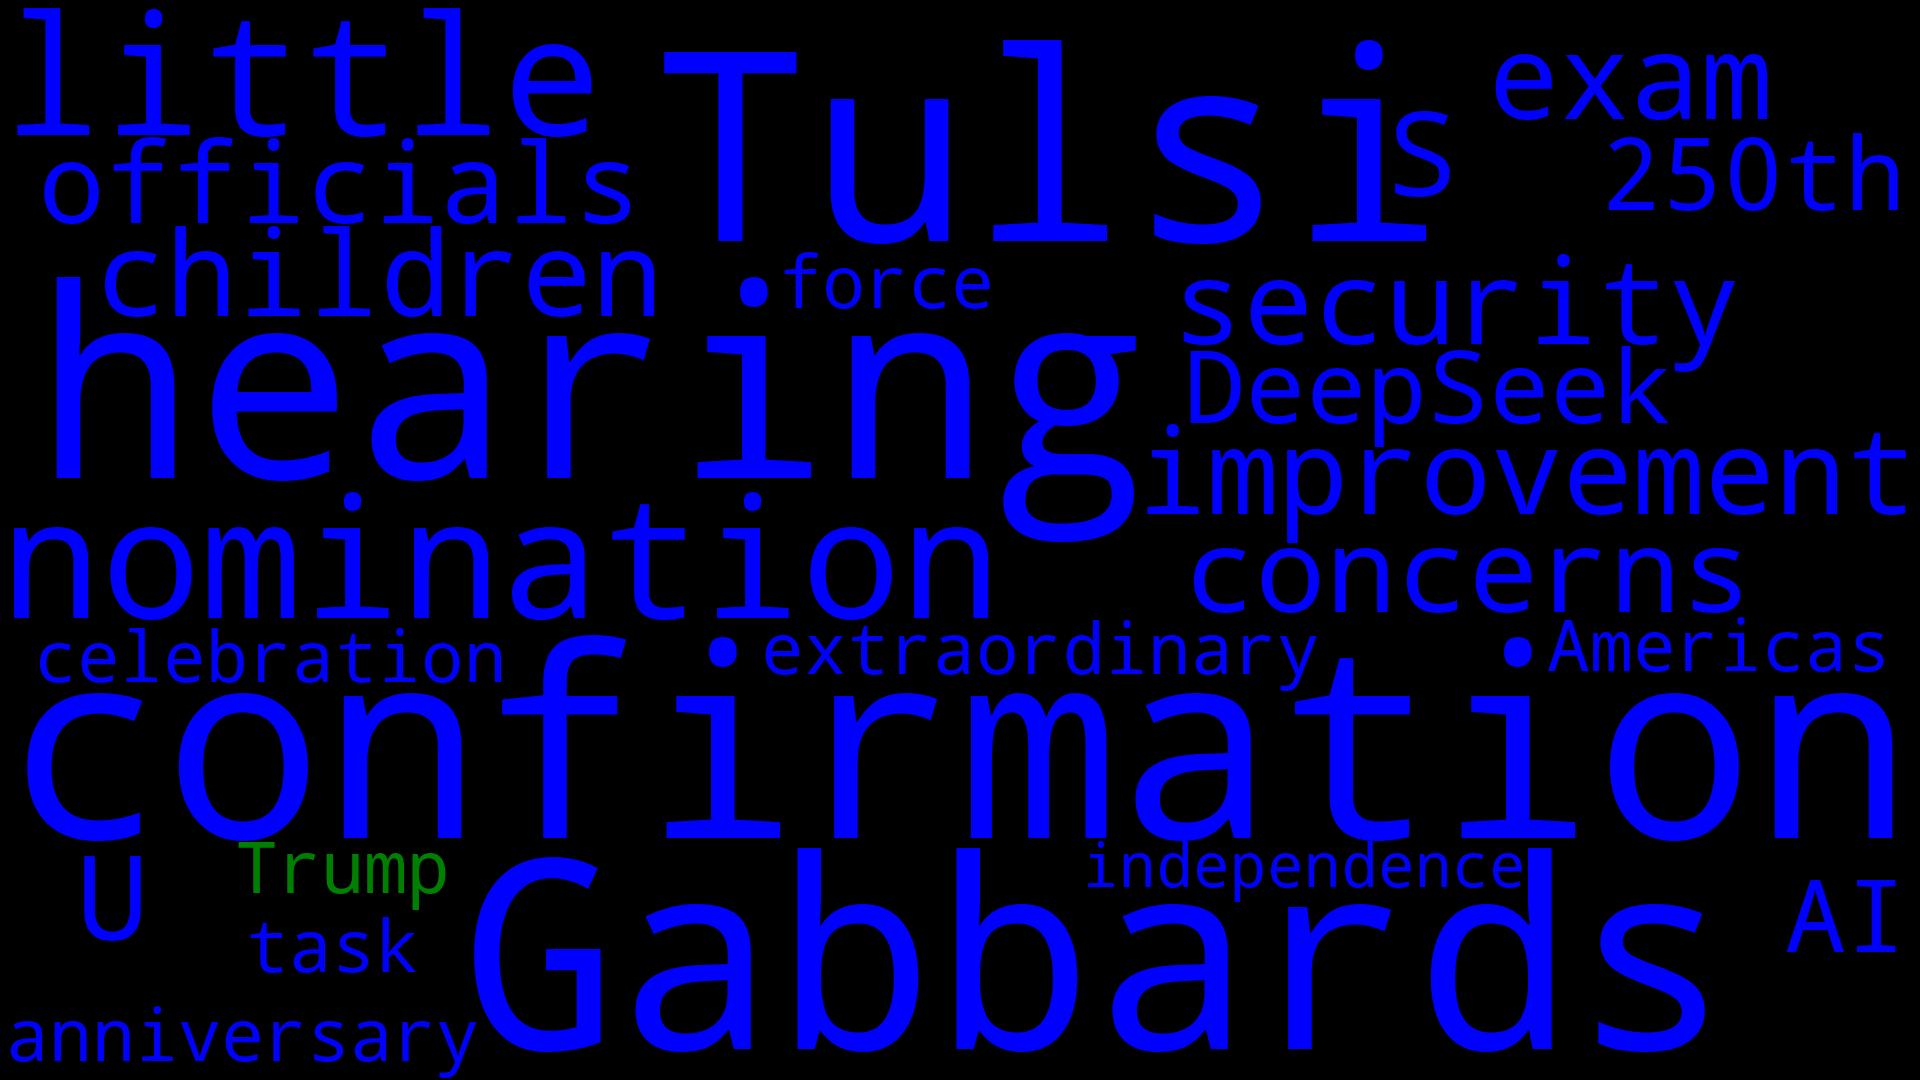 little
Tulsi
s
exam
250th
officials
children
force
security
hearing
DeepSeek
improvement
nomination
concerns
celebration
extraordinary
Americas
confirmation
U
Trump
independence
Gabbards
AI
task
anniversary